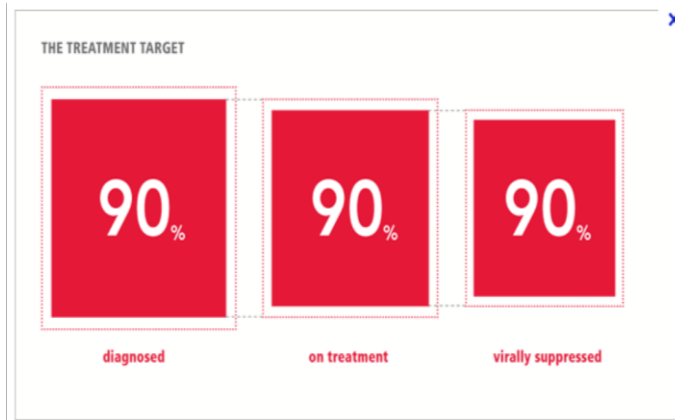 THE TREATMENT TARGET
90% 90% 90%
diagnosed on treatment virally suppressed